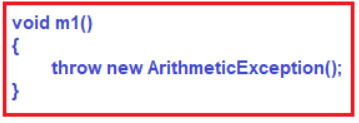 void m1()
{
throw new ArithmeticException();
}